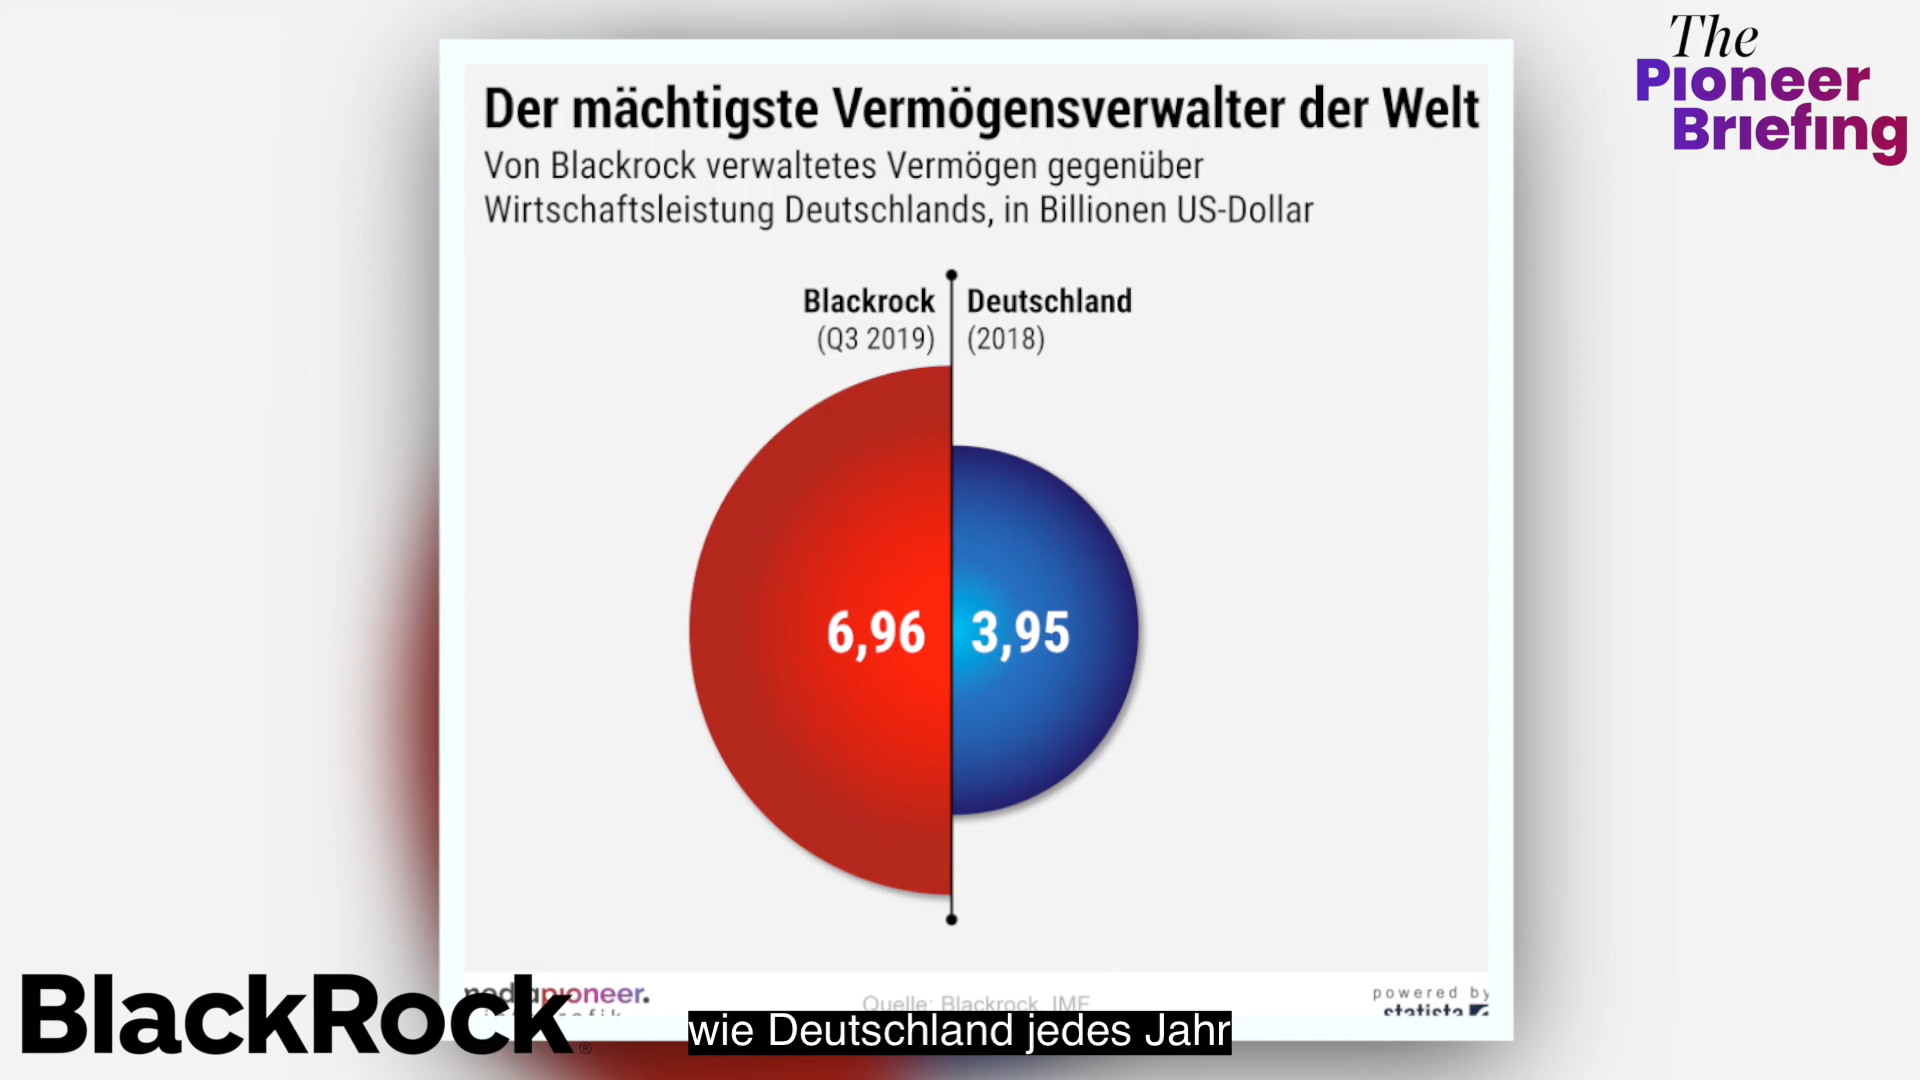 The
Pioneer
Briefing
Der mächtigste Vermögensverwalter der Welt
Von Blackrock verwaltetes Vermögen gegenüber
Wirtschaftsleistung Deutschlands, in Billionen US-Dollar
Blackrock
(Q3 2019)
Deutschland
(2018)
6,96
3,95
mediapioneer.
Quelle: Blackrock, IMF
powered by
statista
BlackRock®
wie Deutschland jedes Jahr